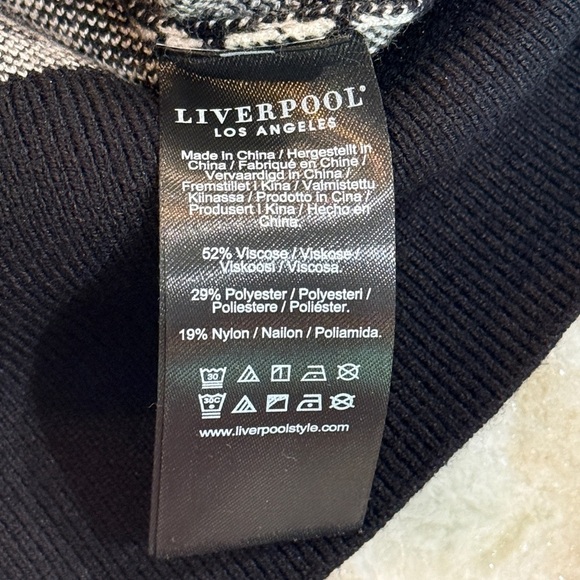 LIVERPOOL®
LOS ANGELES
Made in China / Hergestellt in
China / Fabriqué en Chine /
Vervaardigd in China /
Fremstillet i Kina / Valmistettu
Kiinassa / Prodotto in Cina /
Produsert i Kina / Hecho en
China.
52% Viscose / Viskose /
Viskoosi / Viscosa.
29% Polyester / Polyesteri /
Poliestere / Poliéster.
19% Nylon / Nailon / Poliamida.
30
30C
www.liverpoolstyle.com